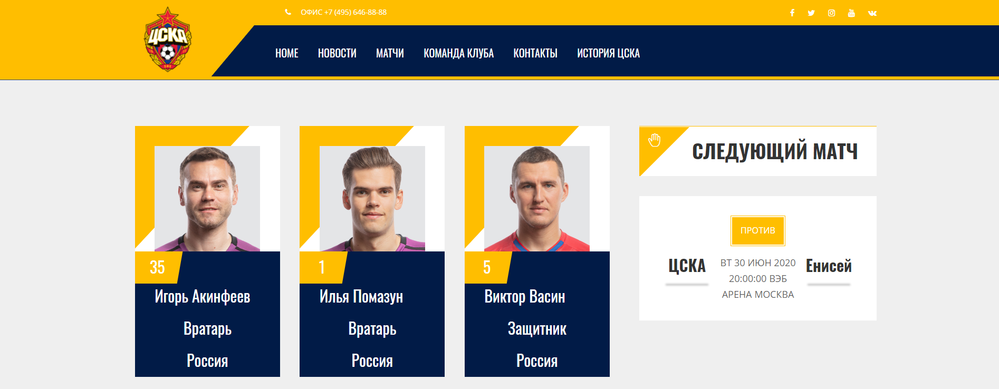 ЦСКА
ОФИС +7 (495) 646-88-88
HOME НОВОСТИ МАТЧИ КОМАНДА КЛУБА КОНТАКТЫ ИСТОРИЯ ЦСКА
35
Игорь Акинфеев
Вратарь
Россия
1
Илья Помазун
Вратарь
Россия
5
Виктор Васин
Защитник
Россия
СЛЕДУЮЩИЙ МАТЧ
ПРОТИВ
ЦСКА
ВТ 30 ИЮН 2020
20:00:00 ВЭБ
АРЕНА МОСКВА
Енисей